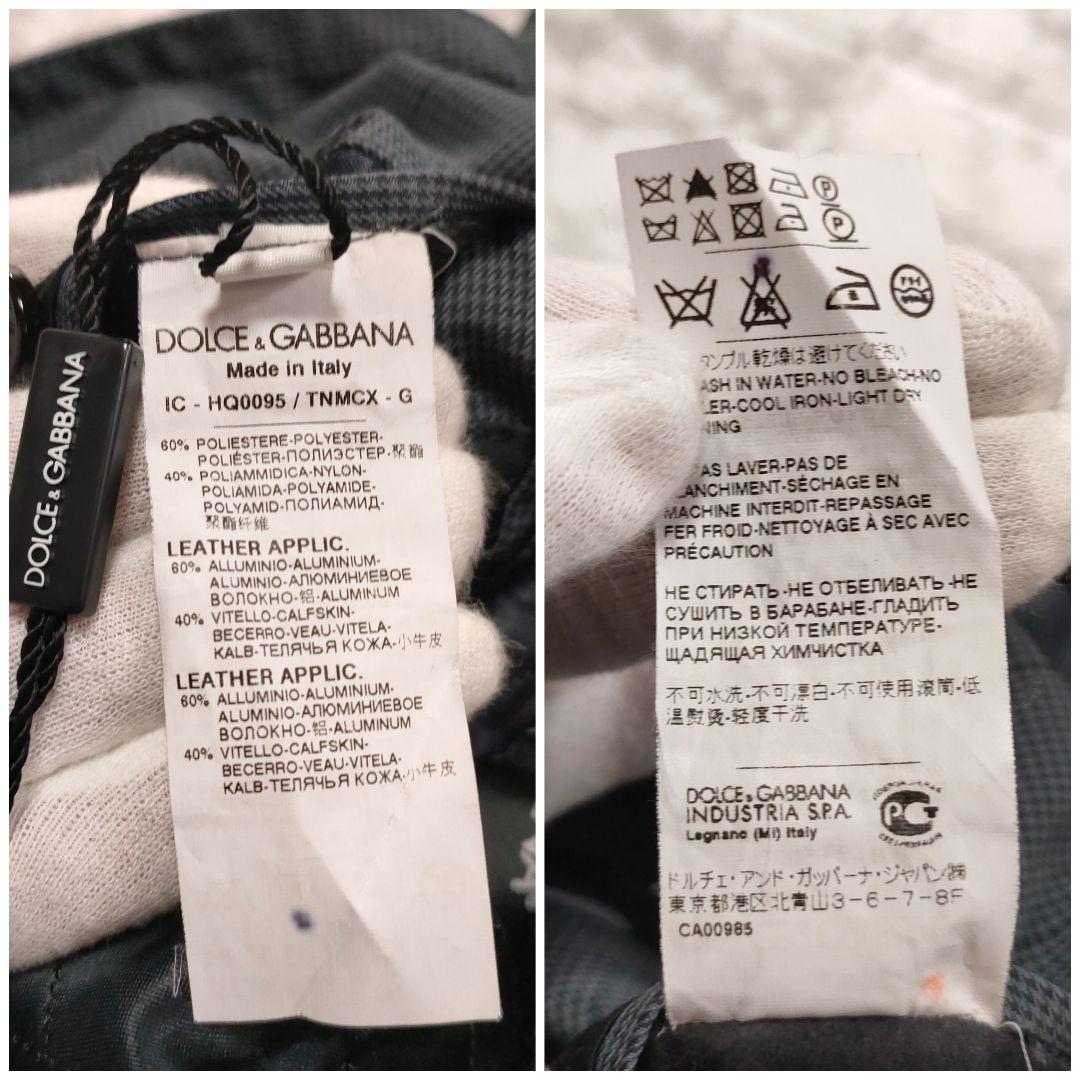 DOLCE & GABBANA
DOLCE & GABBANA
Made in Italy
IC - HQ0095 / TNMCX - G
60% POLIESTERE-POLYESTER-
POLIÉSTER-ПОЛИЭСТЕР-聚酯
40% POLIAMMIDICA-NYLON-
POLIAMIDA-POLYAMIDE-
POLYAMID-ПОЛИАМИД-
聚酯纤维
LEATHER APPLIC.
60% ALLUMINIO-ALUMINIUM-
ALUMINIO-АЛЮМИНИЕВОЕ
ВОЛОКНО-铝-ALUMINUM
40% VITELLO-CALFSKIN-
BECERRO-VEAU-VITELA-
KALB-ТЕЛЯЧЬЯ КОЖА-小牛皮
LEATHER APPLIC.
60% ALLUMINIO-ALUMINIUM-
ALUMINIO-АЛЮМИНИЕВОЕ
ВОЛОКНО-铝-ALUMINUM
40% VITELLO-CALFSKIN-
BECERRO-VEAU-VITELA-
KALB-ТЕЛЯЧЬЯ КОЖА-小牛皮
P
P
タンブル乾燥は避けてください
ASH IN WATER-NO BLEACH-NO
LER-COOL IRON-LIGHT DRY
NING
AS LAVER-PAS DE
LANCHIMENT-SÉCHAGE EN
MACHINE INTERDIT-REPASSAGE
FER FROID-NETTOYAGE À SEC AVEC
PRÉCAUTION
НЕ СТИРАТЬ-НЕ ОТБЕЛИВАТЬ-НЕ
СУШИТЬ В БАРАБАНЕ-ГЛАДИТЬ
ПРИ НИЗКОЙ ТЕМПЕРАТУРЕ-
ЩАДЯЩАЯ ХИМЧИСТКА
不可水洗-不可漂白-不可使用滚筒-低
温熨烫-轻度干洗
DOLCE & GABBANA
INDUSTRIA S.P.A.
Legnano (MI) Italy
РСТ
ドルチェ・アンド・ガッバーナ・ジャパン㈱
東京都港区北青山3-6-7-8F
CA00985